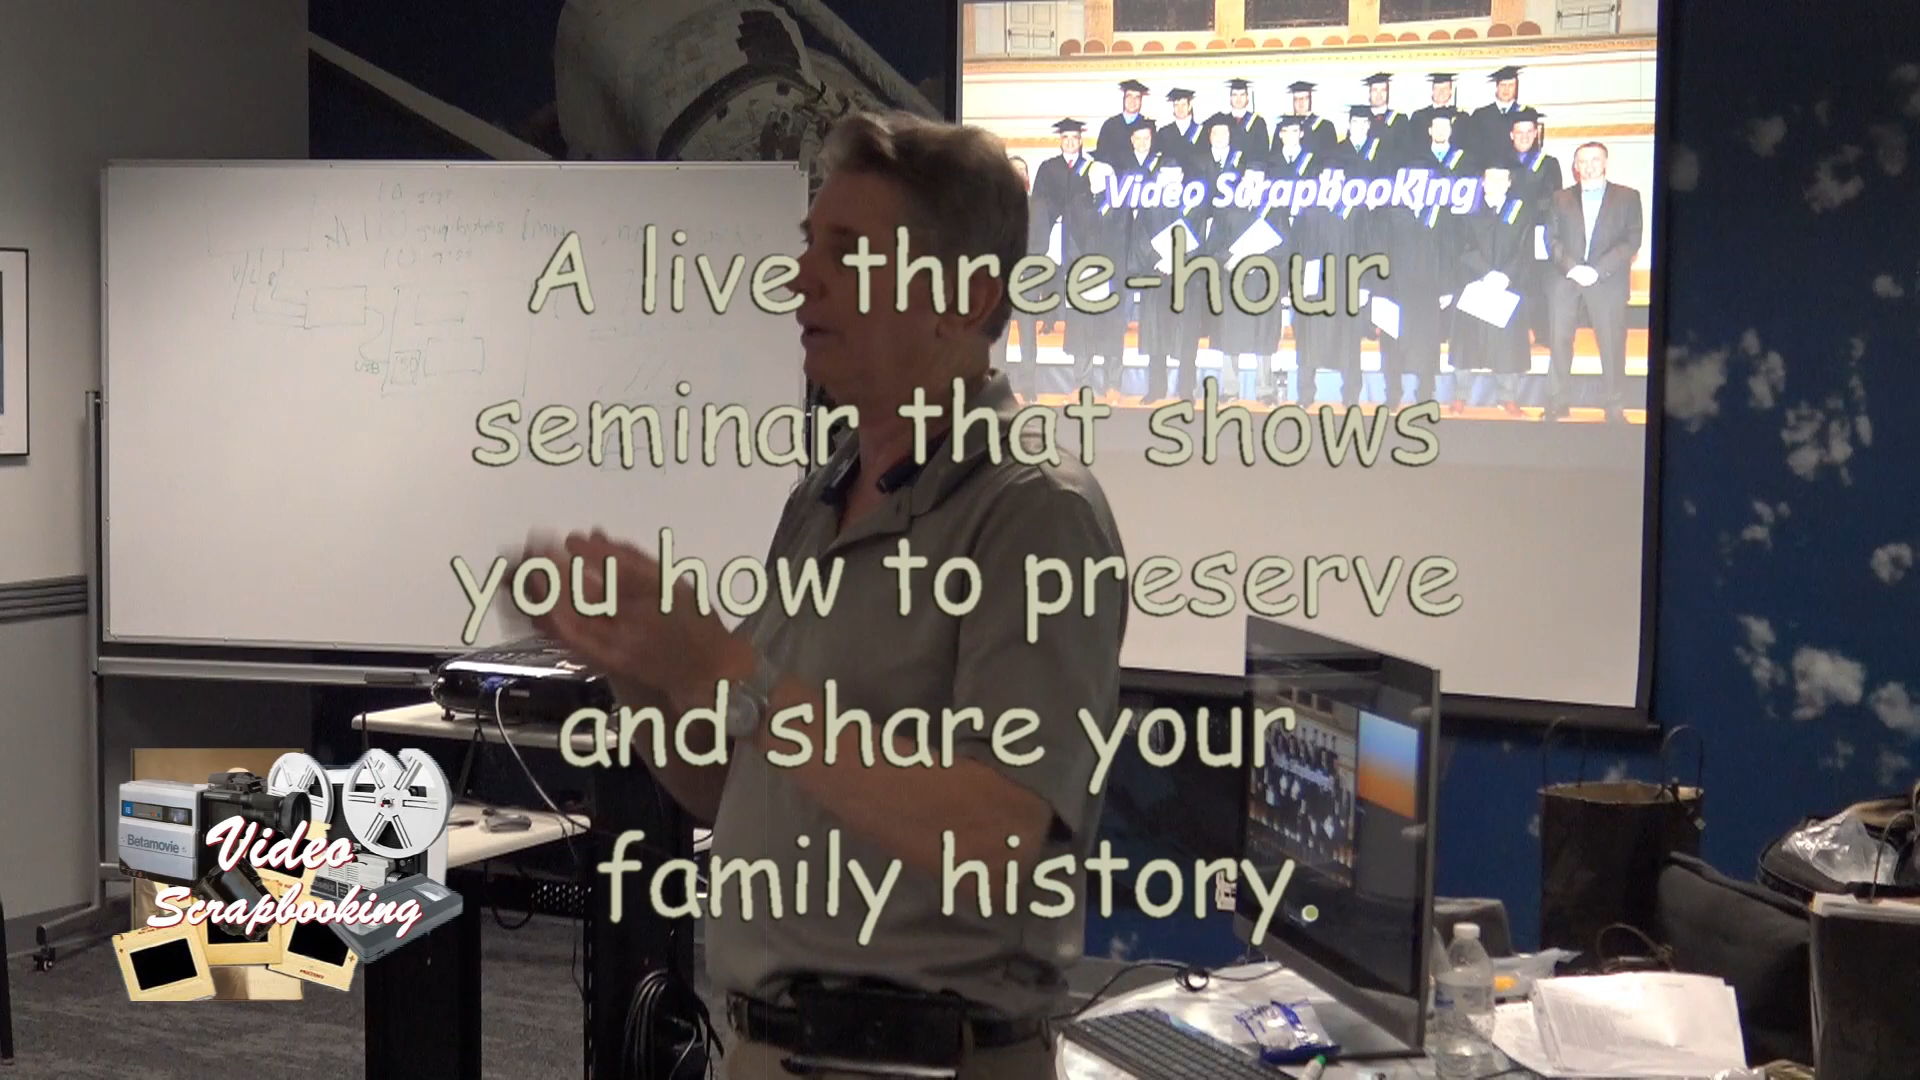 Video Scrapbooking
A live three-hour
seminar that shows
you how to preserve
and share your
family history.
Betamovie
Video
Scrapbooking
USB